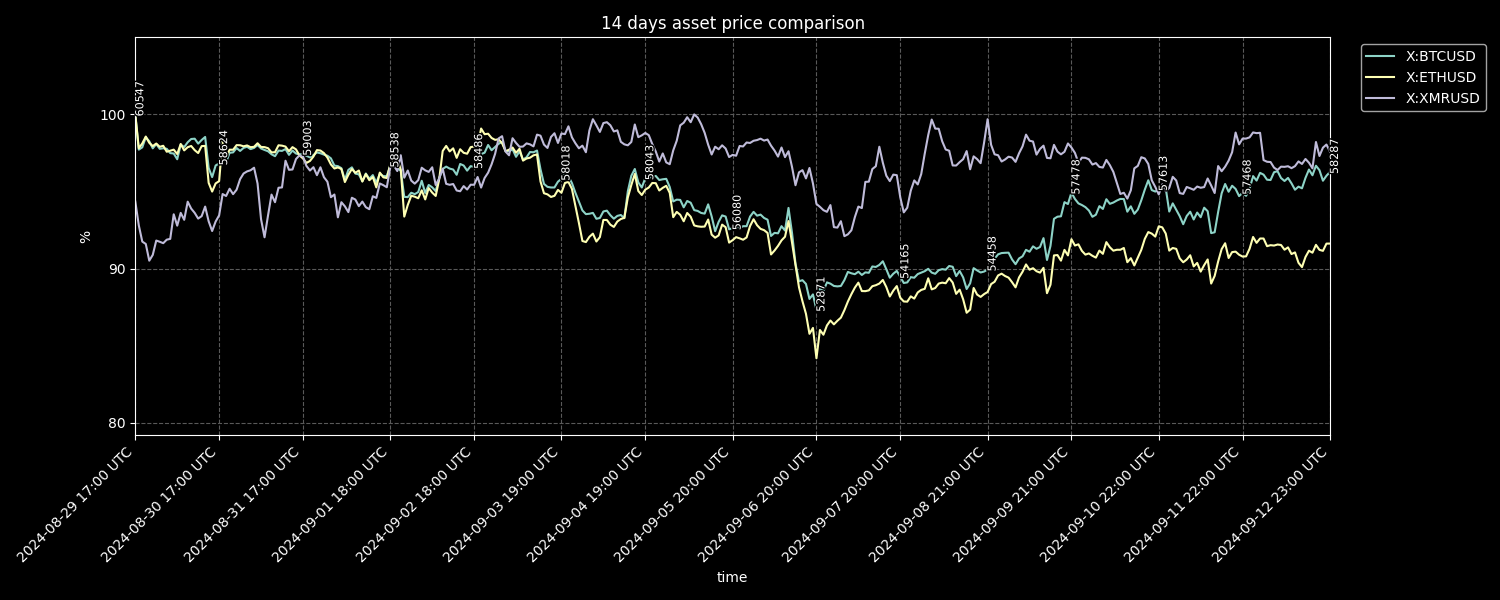 14 days asset price comparison
X:BTCUSD
X:ETHUSD
X:XMRUSD
100
90
80
%
60547
58624
59003
58538
58496
58018
58043
56080
52871
54165
54458
57478
57613
57468
58287
2024-08-29 17:00 UTC
2024-08-30 17:00 UTC
2024-08-31 17:00 UTC
2024-09-01 18:00 UTC
2024-09-02 18:00 UTC
2024-09-03 19:00 UTC
2024-09-04 19:00 UTC
2024-09-05 20:00 UTC
2024-09-06 20:00 UTC
2024-09-07 20:00 UTC
2024-09-08 21:00 UTC
2024-09-09 21:00 UTC
2024-09-10 22:00 UTC
2024-09-11 22:00 UTC
2024-09-12 23:00 UTC
time